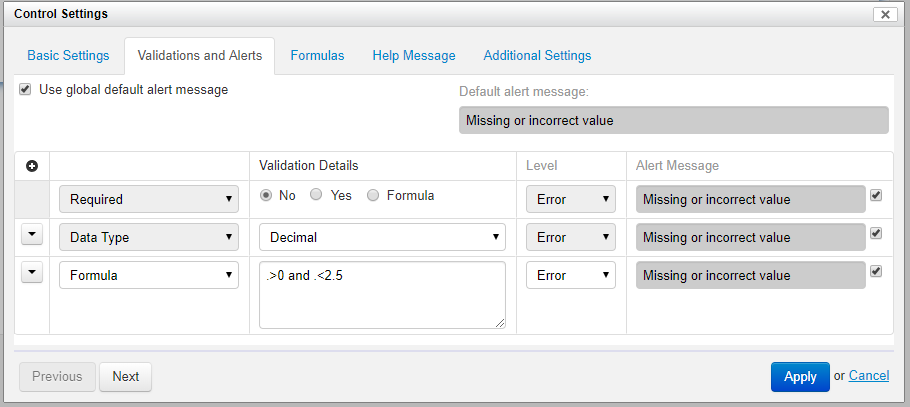 Control Settings
Basic Settings Validations and Alerts Formulas Help Message Additional Settings
Use global default alert message
Default alert message:
Missing or incorrect value
Validation Details Level Alert Message
Required No Yes Formula Error Missing or incorrect value
Data Type Decimal Error Missing or incorrect value
Formula .>0 and .<2.5 Error Missing or incorrect value
Previous Next Apply or Cancel